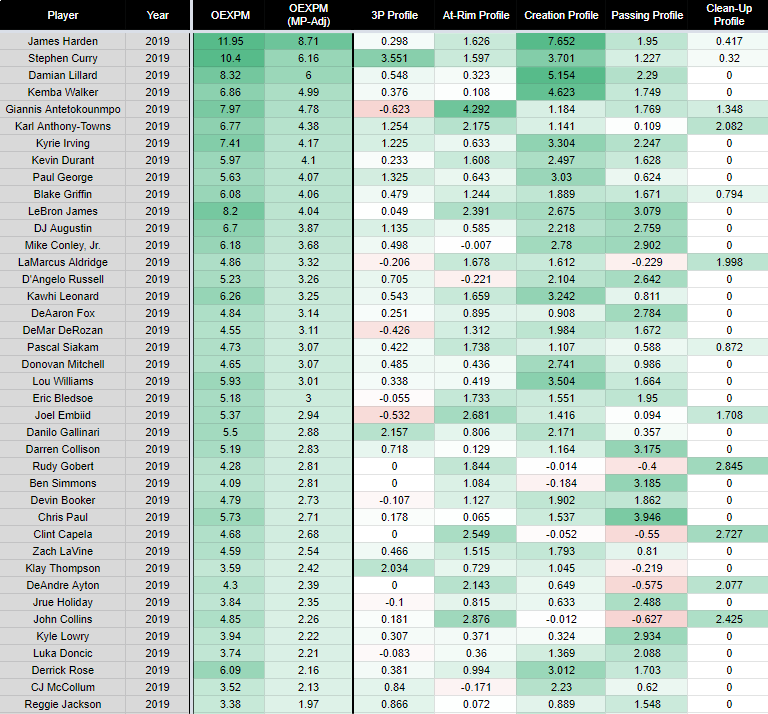 Player Year OEXPM OEXPM (MP-Adj) 3P Profile At-Rim Profile Creation Profile Passing Profile Clean-Up Profile
James Harden 2019 11.95 8.71 0.298 1.626 7.652 1.95 0.417
Stephen Curry 2019 10.4 6.16 3.551 1.597 3.701 1.227 0.32
Damian Lillard 2019 8.32 6 0.548 0.323 5.154 2.29 0
Kemba Walker 2019 6.86 4.99 0.376 0.108 4.623 1.749 0
Giannis Antetokounmpo 2019 7.97 4.78 -0.623 4.292 1.184 1.769 1.348
Karl Anthony-Towns 2019 6.77 4.38 1.254 2.175 1.141 0.109 2.082
Kyrie Irving 2019 7.41 4.17 1.225 0.633 3.304 2.247 0
Kevin Durant 2019 5.97 4.1 0.233 1.608 2.497 1.628 0
Paul George 2019 5.63 4.07 1.325 0.643 3.03 0.624 0
Blake Griffin 2019 6.08 4.06 0.479 1.244 1.889 1.671 0.794
LeBron James 2019 8.2 4.04 0.049 2.391 2.675 3.079 0
DJ Augustin 2019 6.7 3.87 1.135 0.585 2.218 2.759 0
Mike Conley, Jr. 2019 6.18 3.68 0.498 -0.007 2.78 2.902 0
LaMarcus Aldridge 2019 4.86 3.32 -0.206 1.678 1.612 -0.229 1.998
D'Angelo Russell 2019 5.23 3.26 0.705 -0.221 2.104 2.642 0
Kawhi Leonard 2019 6.26 3.25 0.543 1.659 3.242 0.811 0
DeAaron Fox 2019 4.84 3.14 0.251 0.895 0.908 2.784 0
DeMar DeRozan 2019 4.55 3.11 -0.426 1.312 1.984 1.672 0
Pascal Siakam 2019 4.73 3.07 0.422 1.738 1.107 0.588 0.872
Donovan Mitchell 2019 4.65 3.07 0.485 0.436 2.741 0.986 0
Lou Williams 2019 5.93 3.01 0.338 0.419 3.504 1.664 0
Eric Bledsoe 2019 5.18 3 -0.055 1.733 1.551 1.95 0
Joel Embiid 2019 5.37 2.94 -0.532 2.681 1.416 0.094 1.708
Danilo Gallinari 2019 5.5 2.88 2.157 0.806 2.171 0.357 0
Darren Collison 2019 5.19 2.83 0.718 0.129 1.164 3.175 0
Rudy Gobert 2019 4.28 2.81 0 1.844 -0.014 -0.4 2.845
Ben Simmons 2019 4.09 2.81 0 1.084 -0.184 3.185 0
Devin Booker 2019 4.79 2.73 -0.107 1.127 1.902 1.862 0
Chris Paul 2019 5.73 2.71 0.178 0.065 1.537 3.946 0
Clint Capela 2019 4.68 2.68 0 2.549 -0.052 -0.55 2.727
Zach LaVine 2019 4.59 2.54 0.466 1.515 1.793 0.81 0
Klay Thompson 2019 3.59 2.42 2.034 0.729 1.045 -0.219 0
DeAndre Ayton 2019 4.3 2.39 0 2.143 0.649 -0.575 2.077
Jrue Holiday 2019 3.84 2.35 -0.1 0.815 0.633 2.488 0
John Collins 2019 4.85 2.26 0.181 2.876 -0.012 -0.627 2.425
Kyle Lowry 2019 3.94 2.22 0.307 0.371 0.324 2.934 0
Luka Doncic 2019 3.74 2.21 -0.083 0.36 1.369 2.088 0
Derrick Rose 2019 6.09 2.16 0.381 0.994 3.012 1.703 0
CJ McCollum 2019 3.52 2.13 0.84 -0.171 2.23 0.62 0
Reggie Jackson 2019 3.38 1.97 0.866 0.072 0.889 1.548 0